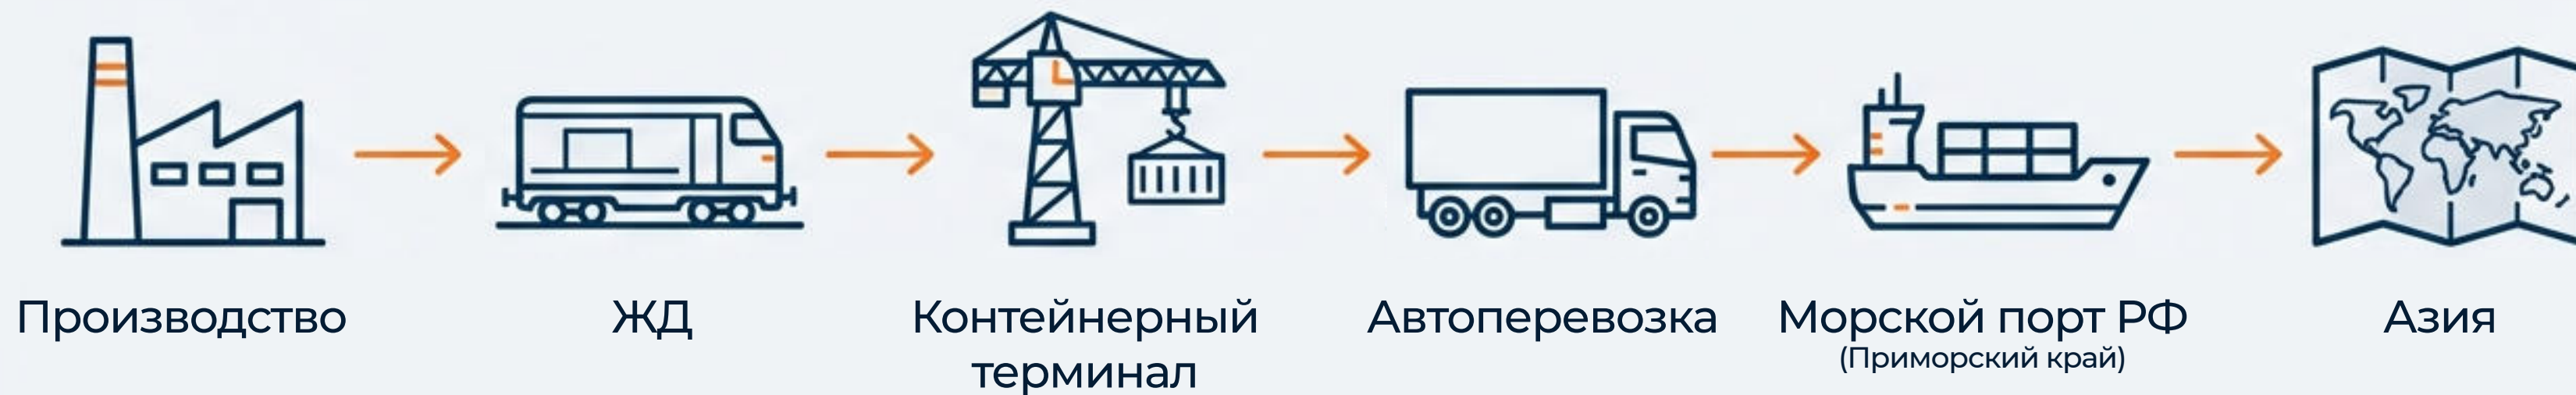 Производство
ЖД
Контейнерный
терминал
Автоперевозка
Морской порт РФ
(Приморский край)
Азия